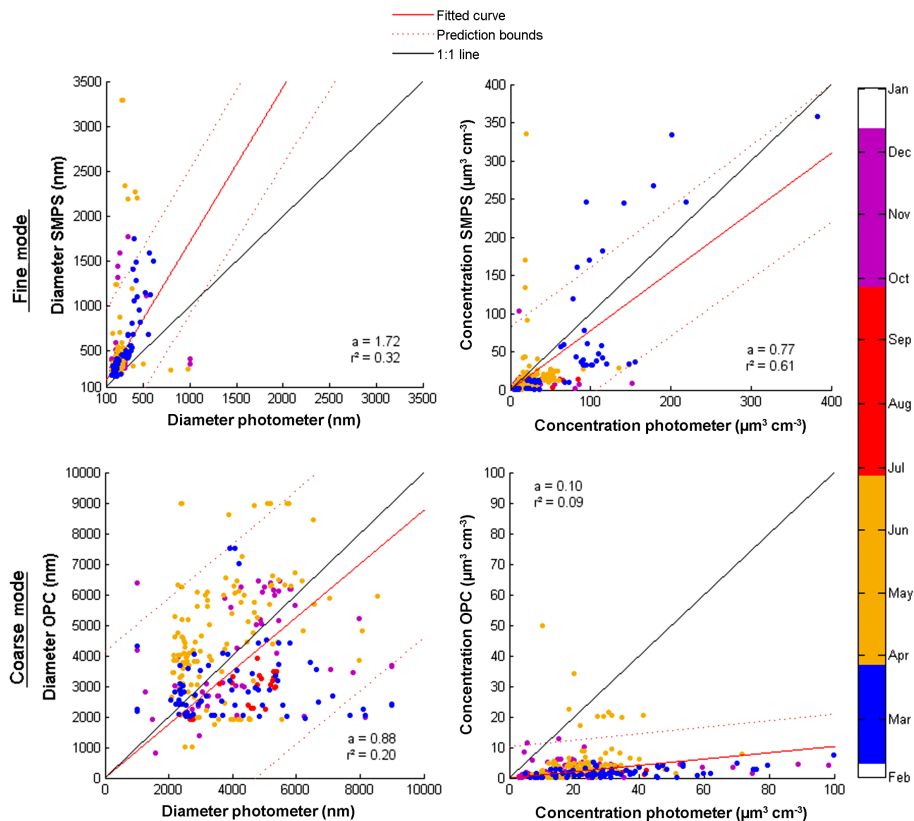 Fitted curve
Prediction bounds
1:1 line
Fine mode
Diameter SMPS (nm)
3500
3000
2500
2000
1500
1000
500
100
a = 1.72
r² = 0.32
100 500 1000 1500 2000 2500 3000 3500
Diameter photometer (nm)
Concentration SMPS (µm³ cm⁻³)
400
350
300
250
200
150
100
50
0
a = 0.77
r² = 0.61
0 100 200 300 400
Concentration photometer (µm³ cm⁻³)
Coarse mode
Diameter OPC (nm)
10000
9000
8000
7000
6000
5000
4000
3000
2000
1000
0
a = 0.88
r² = 0.20
0 2000 4000 6000 8000 10000
Diameter photometer (nm)
Concentration OPC (µm³ cm⁻³)
100
90
80
70
60
50
40
30
20
10
0
a = 0.10
r² = 0.09
0 20 40 60 80 100
Concentration photometer (µm³ cm⁻³)
Jan
Dec
Nov
Oct
Sep
Aug
Jul
Jun
May
Apr
Mar
Feb